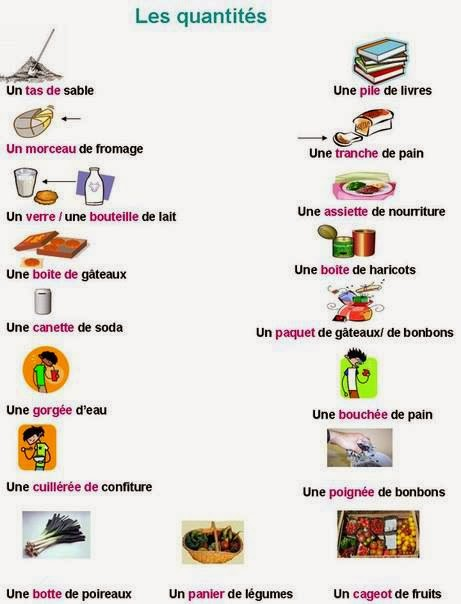 Les quantités
Un tas de sable
Une pile de livres
Un morceau de fromage
Une tranche de pain
Un verre / une bouteille de lait
Une assiette de nourriture
Une boite de gâteaux
Une boîte de haricots
Une canette de soda
Un paquet de gâteaux/ de bonbons
Une gorgée d'eau
Une bouchée de pain
Une cuillérée de confiture
Une poignée de bonbons
Une botte de poireaux
Un panier de légumes
Un cageot de fruits